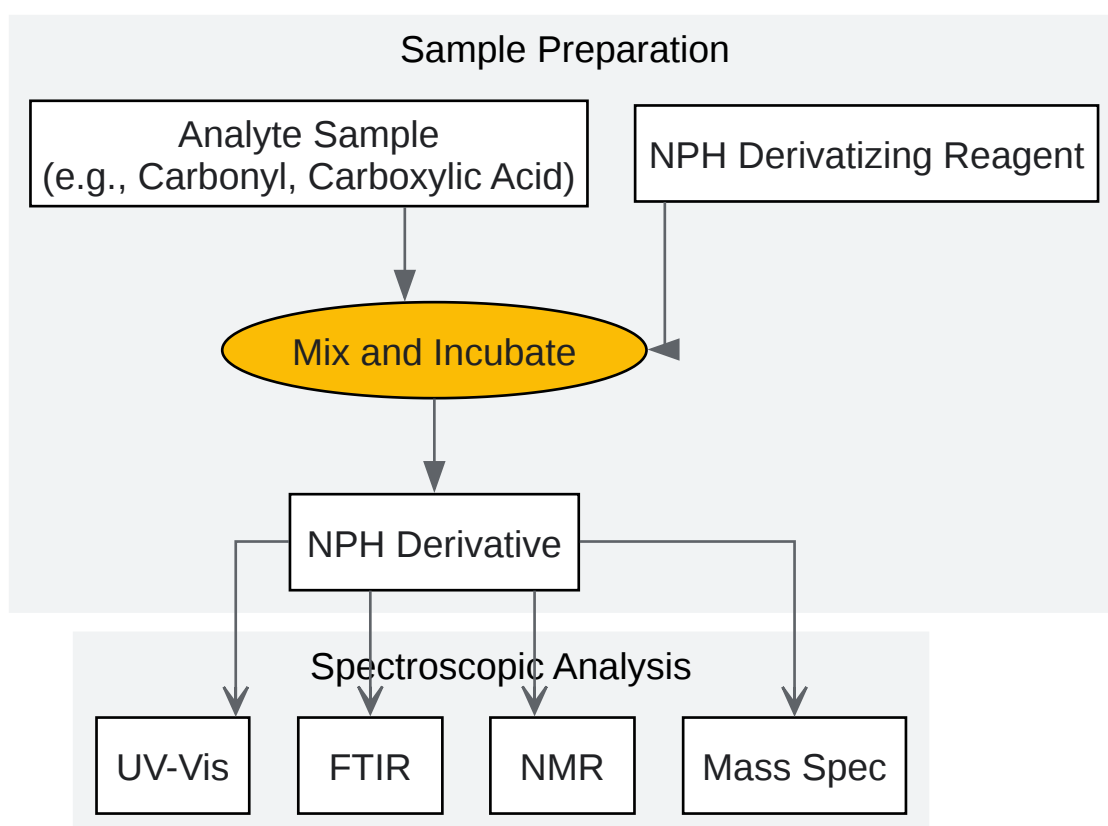 Sample Preparation
Analyte Sample
(e.g., Carbonyl, Carboxylic Acid)
NPH Derivatizing Reagent
Mix and Incubate
NPH Derivative
Spectroscopic Analysis
UV-Vis
FTIR
NMR
Mass Spec